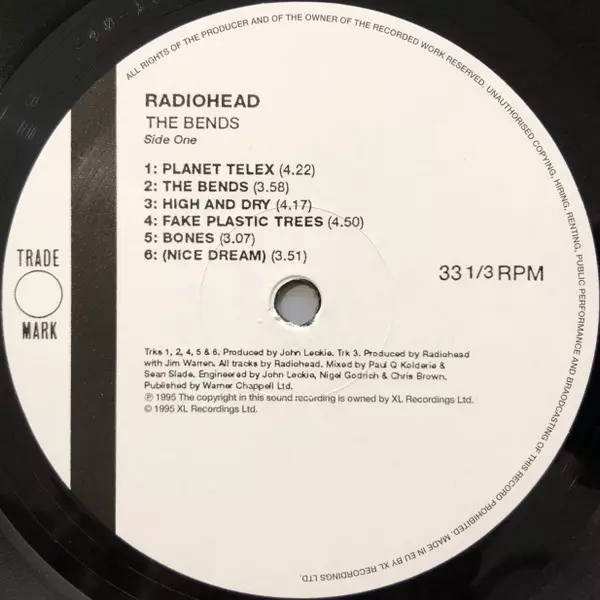 ALL RIGHTS OF THE PRODUCER AND OF THE OWNER OF THE RECORDED WORK RESERVED. UNAUTHORISED COPYING, HIRING, RENTING, PUBLIC PERFORMANCE AND BRAODCASTING OF THIS RECORD PROHIBITED. MADE IN EU BY XL RECORDINGS LTD.
RADIOHEAD
THE BENDS
Side One
1: PLANET TELEX (4.22)
2: THE BENDS (3.58)
3: HIGH AND DRY (4.17)
4: FAKE PLASTIC TREES (4.50)
5: BONES (3.07)
6: (NICE DREAM) (3.51)
TRADE
MARK
33 1/3 RPM
Trks 1, 2, 4, 5 & 6. Produced by John Leckie. Trk 3. Produced by Radiohead
with Jim Warren. All tracks by Radiohead. Mixed by Paul Q Kolderie &
Sean Slade. Engineered by John Leckie, Nigel Godrich & Chris Brown.
Published by Warner Chappell Ltd.
℗ 1995 The copyright in this sound recording is owned by XL Recordings Ltd.
© 1995 XL Recordings Ltd.